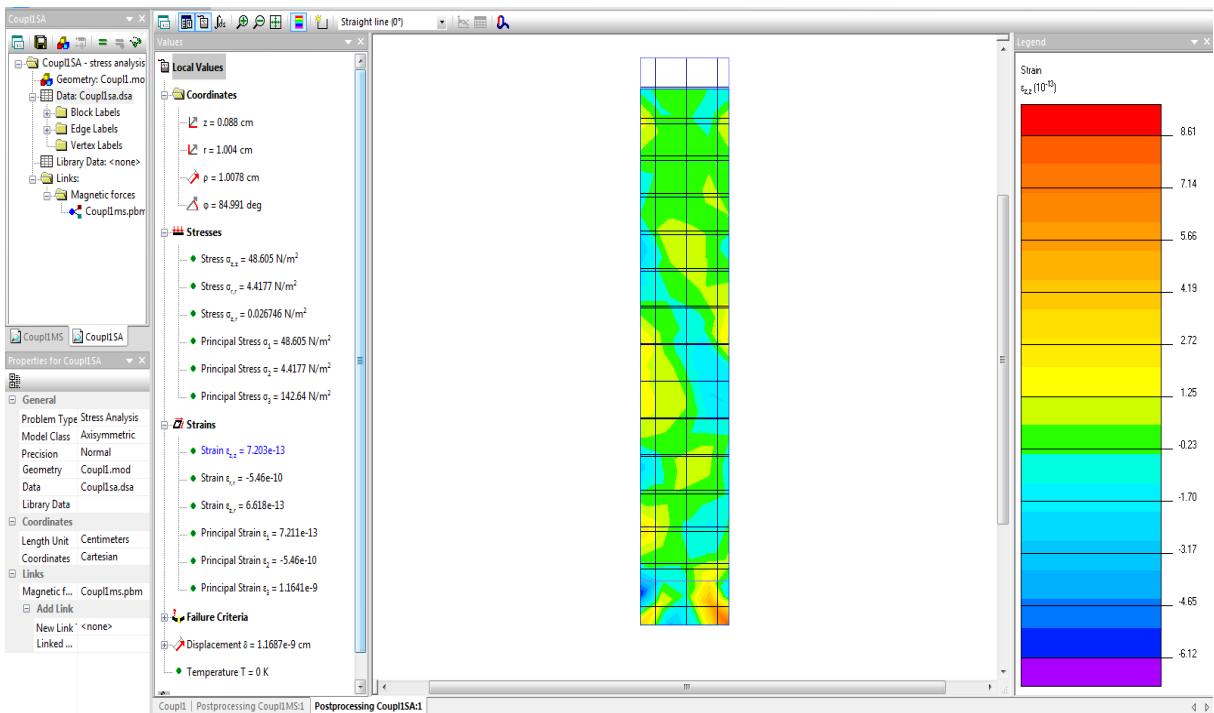 Coupl1SA
Coupl1SA - stress analysis
Geometry: Coupl1.mo
Data: Coupl1sa.dsa
Block Labels
Edge Labels
Vertex Labels
Library Data: <none>
Links:
Magnetic forces
Coupl1ms.pbm
Coupl1MS
Coupl1SA
Properties for Coupl1SA
General
Problem Type Stress Analysis
Model Class Axisymmetric
Precision Normal
Geometry Coupl1.mod
Data Coupl1sa.dsa
Library Data
Coordinates
Length Unit Centimeters
Coordinates Cartesian
Links
Magnetic f... Coupl1ms.pbm
Add Link
New Link <none>
Linked ...
∫ds
Straight line (0°)
Values
Local Values
Coordinates
z = 0.088 cm
r = 1.004 cm
ρ = 1.0078 cm
φ = 84.991 deg
Stresses
Stress σz,z = 48.605 N/m²
Stress σr,r = 4.4177 N/m²
Stress σz,r = 0.026746 N/m²
Principal Stress σ1 = 48.605 N/m²
Principal Stress σ2 = 4.4177 N/m²
Principal Stress σ3 = 142.64 N/m²
Strains
Strain εz,z = 7.203e-13
Strain εr,r = -5.46e-10
Strain εz,r = 6.618e-13
Principal Strain ε1 = 7.211e-13
Principal Strain ε2 = -5.46e-10
Principal Strain ε3 = 1.1641e-9
Failure Criteria
Displacement δ = 1.1687e-9 cm
Temperature T = 0 K
Coupl1
Postprocessing Coupl1MS:1
Postprocessing Coupl1SA:1
Legend
Strain
εz,z (10⁻¹³)
8.61
7.14
5.66
4.19
2.72
1.25
-0.23
-1.70
-3.17
-4.65
-6.12